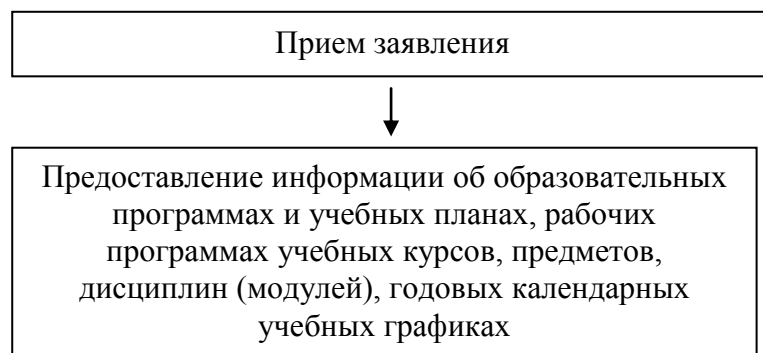 Прием заявления
Предоставление информации об образовательных
программах и учебных планах, рабочих
программах учебных курсов, предметов,
дисциплин (модулей), годовых календарных
учебных графиках